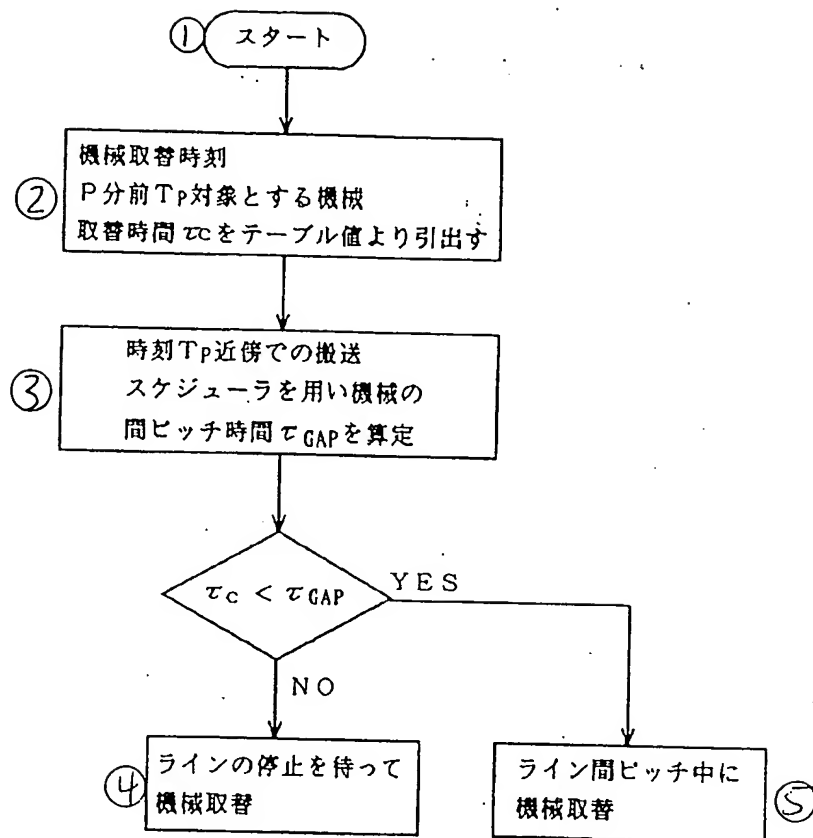 ① スタート
機械取替時刻
② P分前TP対象とする機械
取替時間τCをテーブル値より引出す
時刻TP近傍での搬送
③ スケジューラを用い機械の
間ピッチ時間τGAPを算定
τC < τGAP
YES
NO
④ ラインの停止を待って
機械取替
ライン間ピッチ中に ⑤
機械取替